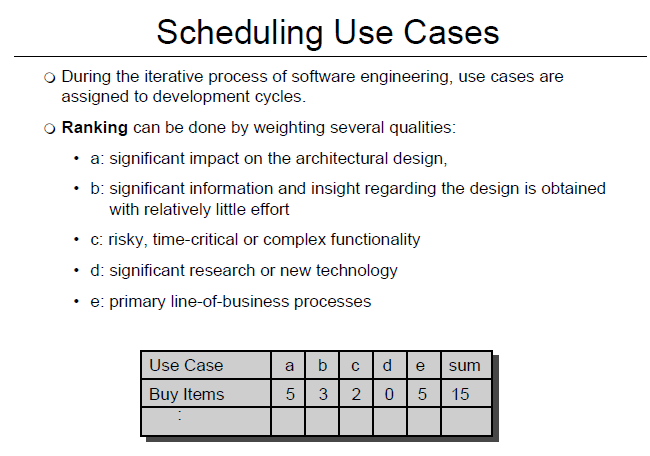 Scheduling Use Cases
During the iterative process of software engineering, use cases are
assigned to development cycles.
Ranking can be done by weighting several qualities:
• a: significant impact on the architectural design,
• b: significant information and insight regarding the design is obtained
with relatively little effort
• c: risky, time-critical or complex functionality
• d: significant research or new technology
• e: primary line-of-business processes
Use Case a b c d e sum
Buy Items 5 3 2 0 5 15
: